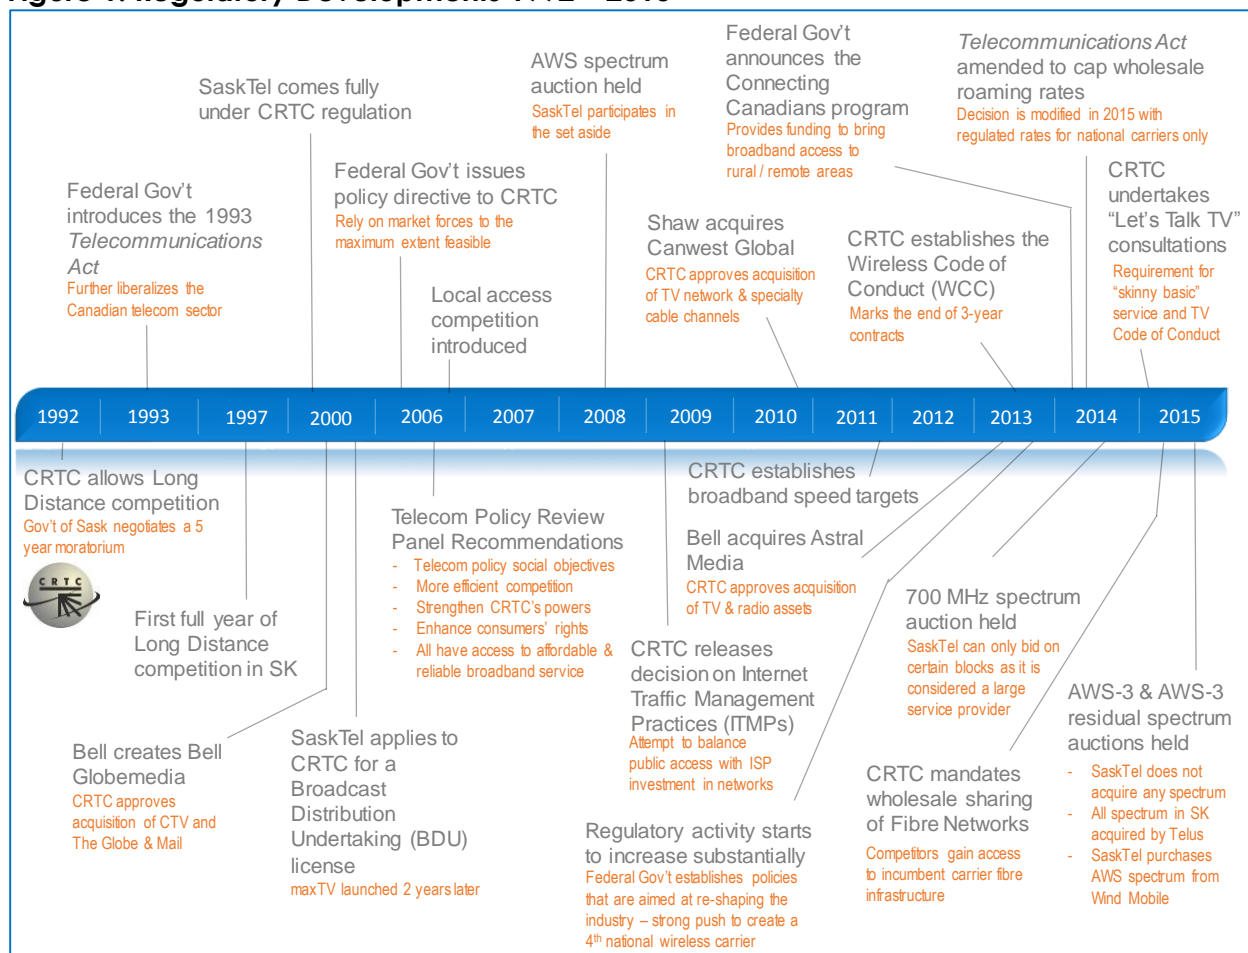 Figure 1: Regulatory Developments 1992 – 2015
SaskTel comes fully
under CRTC regulation
AWS spectrum
auction held
SaskTel participates in
the set aside
Federal Gov't
announces the
Connecting
Canadians program
Provides funding to bring
broadband access to
rural / remote areas
Telecommunications Act
amended to cap wholesale
roaming rates
Decision is modified in 2015 with
regulated rates for national carriers only
Federal Gov't
introduces the 1993
Telecommunications
Act
Further liberalizes the
Canadian telecom sector
Federal Gov't issues
policy directive to CRTC
Rely on market forces to the
maximum extent feasible
Local access
competition
introduced
Shaw acquires
Canwest Global
CRTC approves acquisition
of TV network & specialty
cable channels
CRTC establishes the
Wireless Code of
Conduct (WCC)
Marks the end of 3-year
contracts
CRTC
undertakes
“Let's Talk TV”
consultations
Requirement for
“skinny basic”
service and TV
Code of Conduct
1992 1993 1997 2000 2006 2007 2008 2009 2010 2011 2012 2013 2014 2015
CRTC allows Long
Distance competition
Gov't of Sask negotiates a 5
year moratorium
CRTC
First full year of
Long Distance
competition in SK
Bell creates Bell
Globemedia
CRTC approves
acquisition of CTV and
The Globe & Mail
SaskTel applies to
CRTC for a
Broadcast
Distribution
Undertaking (BDU)
license
maxTV launched 2 years later
Telecom Policy Review
Panel Recommendations
- Telecom policy social objectives
- More efficient competition
- Strengthen CRTC's powers
- Enhance consumers' rights
- All have access to affordable &
reliable broadband service
CRTC releases
decision on Internet
Traffic Management
Practices (ITMPs)
Attempt to balance
public access with ISP
investment in networks
CRTC establishes
broadband speed targets
Bell acquires Astral
Media
CRTC approves acquisition
of TV & radio assets
Regulatory activity starts
to increase substantially
Federal Gov't establishes policies
that are aimed at re-shaping the
industry – strong push to create a
4th national wireless carrier
700 MHz spectrum
auction held
SaskTel can only bid on
certain blocks as it is
considered a large
service provider
CRTC mandates
wholesale sharing
of Fibre Networks
Competitors gain access
to incumbent carrier fibre
infrastructure
AWS-3 & AWS-3
residual spectrum
auctions held
- SaskTel does not
acquire any spectrum
- All spectrum in SK
acquired by Telus
- SaskTel purchases
AWS spectrum from
Wind Mobile